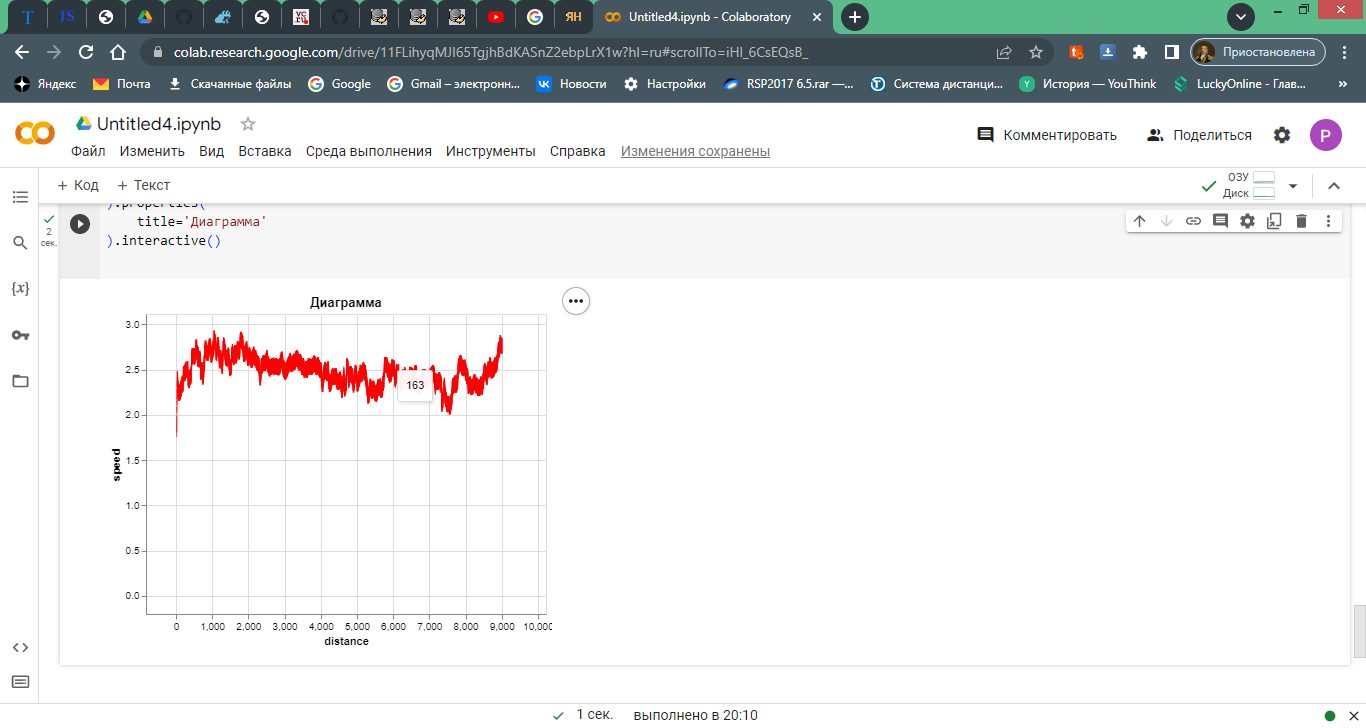 T JS УС ru ЯН Untitled4.ipynb - Colaboratory
colab.research.google.com/drive/11FLihyqMJI65TgjhBdKASnZ2ebpLrX1w?hl=ru#scrollTo=iHI_6CsEQsB_ Приостановлена
Яндекс Почта Скачанные файлы Google Gmail – электронн... Новости Настройки RSP2017 6.5.rar —... Система дистанци... История — YouThink LuckyOnline - Глав... »
Untitled4.ipynb
Комментировать Поделиться P
Файл Изменить Вид Вставка Среда выполнения Инструменты Справка Изменения сохранены
+ Код + Текст ОЗУ
Диск
).properties(
2
сек.
title='Диаграмма'
).interactive()
{x}
Диаграмма
3.0
2.5
163
2.0
1.5
1.0
0.5
0.0
speed
0 1,000 2,000 3,000 4,000 5,000 6,000 7,000 8,000 9,000 10,000
distance
1 сек. выполнено в 20:10